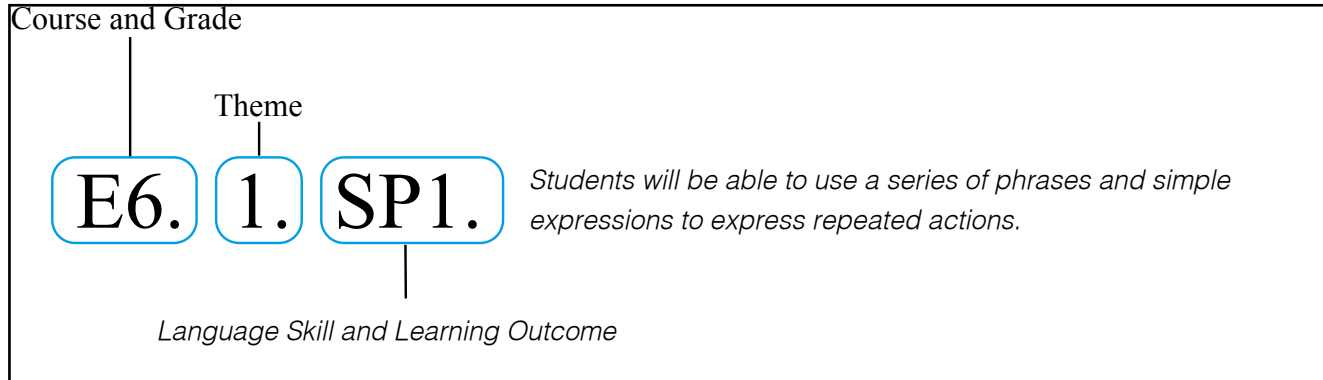 Course and Grade
Theme
E6. 1. SP1.
Students will be able to use a series of phrases and simple
expressions to express repeated actions.
Language Skill and Learning Outcome